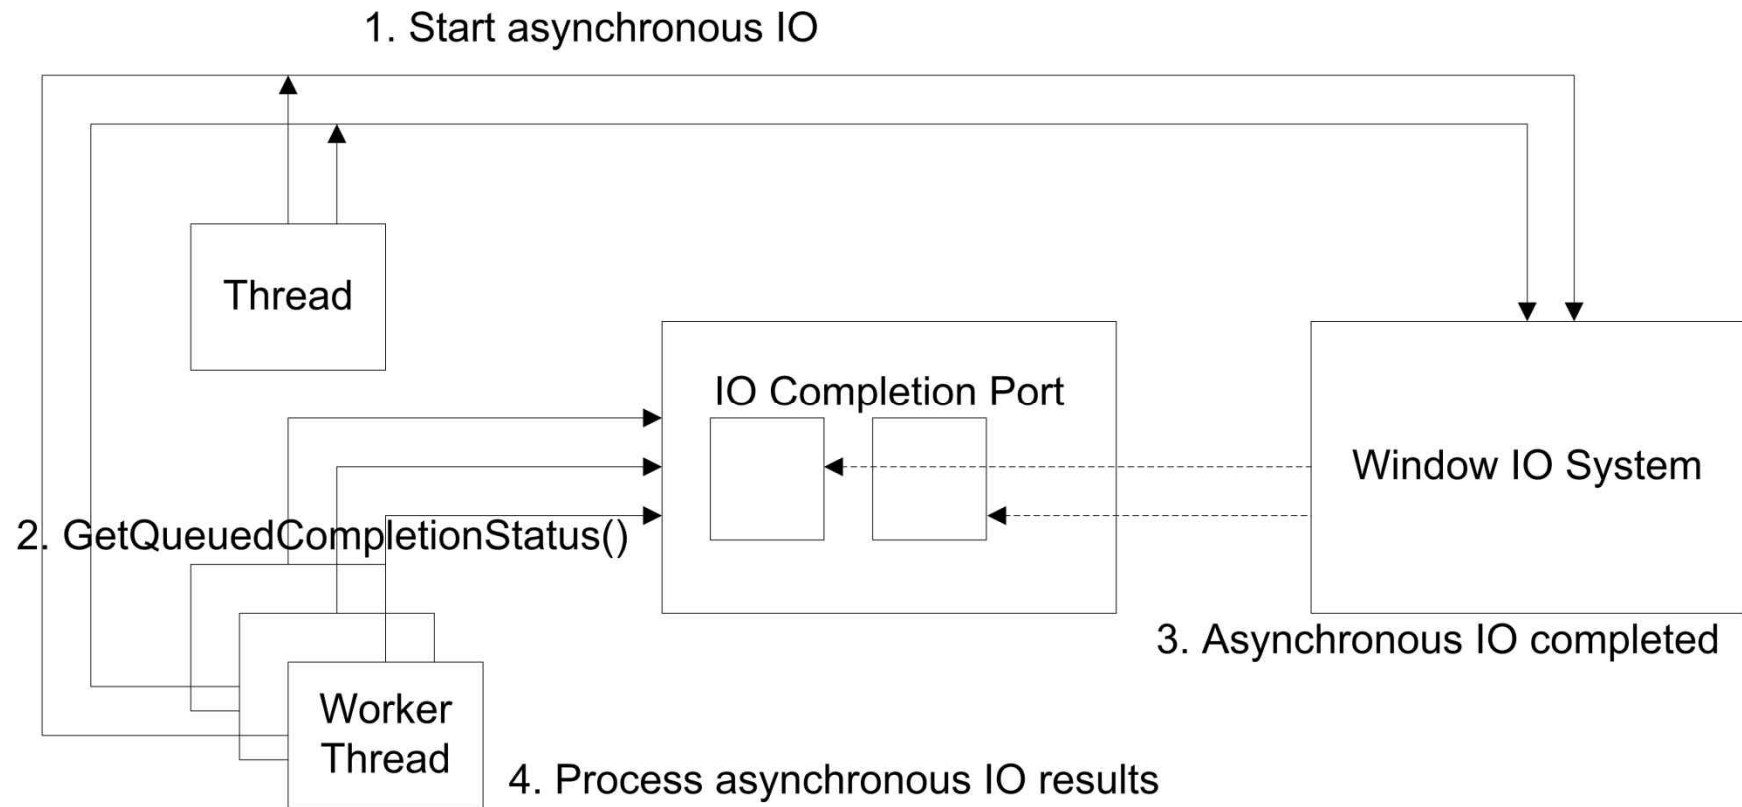 1. Start asynchronous IO
Thread
IO Completion Port
Window IO System
2. GetQueuedCompletionStatus()
3. Asynchronous IO completed
Worker
Thread
4. Process asynchronous IO results